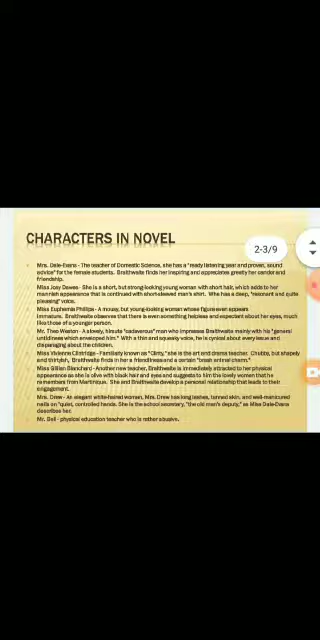 CHARACTERS IN NOVEL
2-3/9
Mrs. Dale-Evans - The teacher of Domestic Science, she has a "ready listening year and proven, sound
advice" for the female students. Braithwaite finds her inspiring and appreciates greatly her candor and
friendship.
Miss Josy Dawes - She is a short, but strong-looking young woman with short hair, which adds to her
mannish appearance that is continued with short-sleeved man's shirt. Whe has a deep, "resonant and quite
pleasing" voice.
Miss Euphemia Phillips - A mousy, but young-looking woman whose figure even appears
immature. Braithwaite observes that there is even something helpless and expectant about her eyes, much
like those of a younger person.
Mr. Theo Weston - A slovely, hirsute "cadaverous" man who impresses Braithwaite mainly with his "general
untidiness which enveloped him." With a thin and squeaky voice, he is cynical about every issue and
disparaging about the children.
Miss Vivienne Clintridge - Familiarly known as "Clinty," she is the art and drama teacher. Chubby, but shapely
and thirtyish, Braithwaite finds in her a friendliness and a certain "brash animal charm."
Miss Gillian Blanchard - Another new teacher, Braithwaite is immediately attracted to her physical
appearance as she is olive with black hair and eyes and suggests to him the lovely women that he
remembers from Martinique. She and Braithwaite develop a personal relationship that leads to their
engagement.
Mrs. Drew - An elegant white-haired woman, Mrs. Drew has long lashes, tanned skin, and well-manicured
nails on "quiet, controlled hands. She is the school secretary, "the old man's deputy," as Miss Dale-Evans
describes her.
Mr. Bell - physical education teacher who is rather abusive.